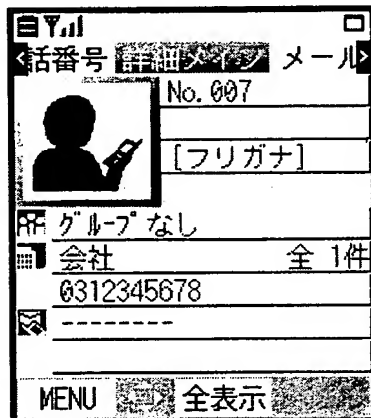 話番号 詳細メイン メール
No.007
[フリガナ]
グループなし
会社 全 1件
0312345678
--------
MENU 全表示